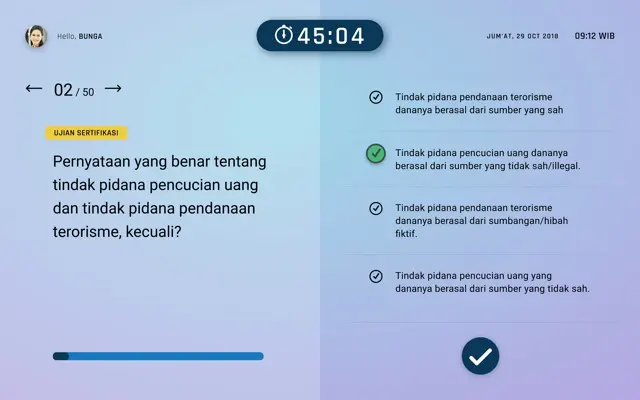 Hello, BUNGA
45:04
JUM'AT, 29 OCT 2018 09:12 WIB
02 / 50
UJIAN SERTIFIKASI
Pernyataan yang benar tentang
tindak pidana pencucian uang
dan tindak pidana pendanaan
terorisme, kecuali?
Tindak pidana pendanaan terorisme
dananya berasal dari sumber yang sah
Tindak pidana pencucian uang dananya
berasal dari sumber yang tidak sah/illegal.
Tindak pidana pendanaan terorisme
dananya berasal dari sumbangan/hibah
fiktif.
Tindak pidana pencucian uang yang
dananya berasal dari sumber yang tidak sah.